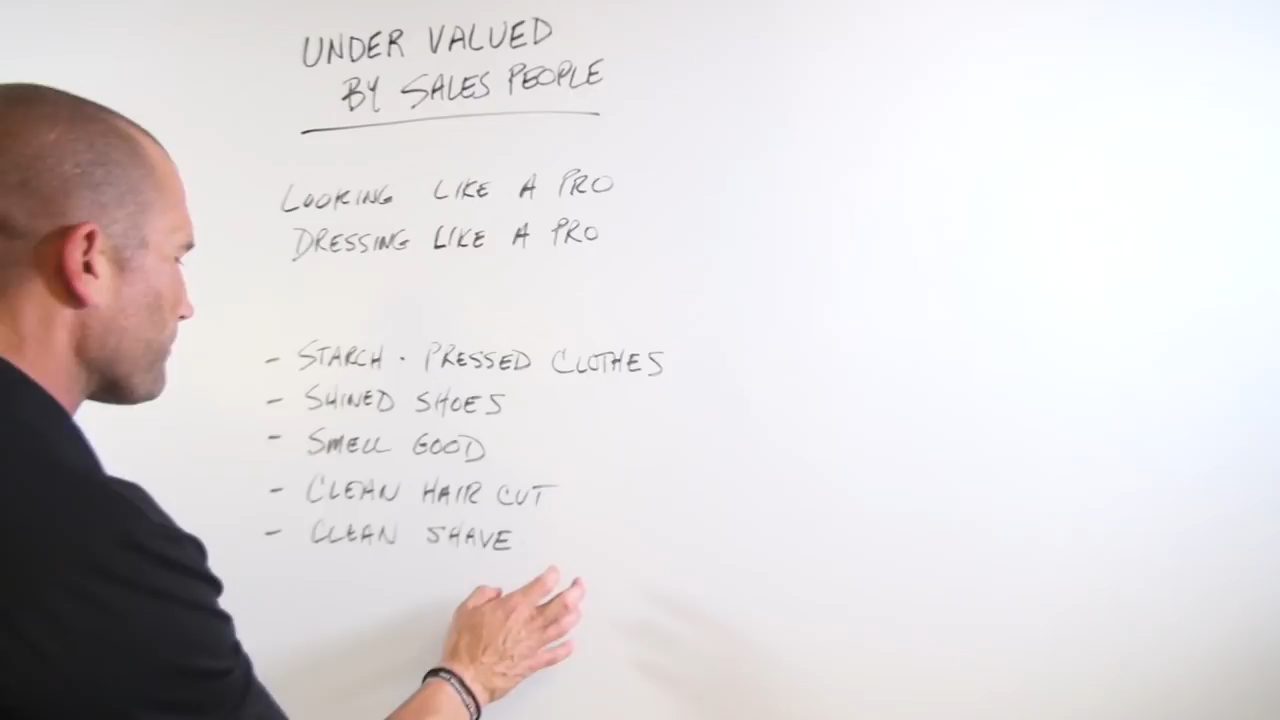 UNDER VALUED
BY SALES PEOPLE
LOOKING LIKE A PRO
DRESSING LIKE A PRO
- STARCH · PRESSED CLOTHES
- SHINED SHOES
- SMELL GOOD
- CLEAN HAIR CUT
- CLEAN SHAVE